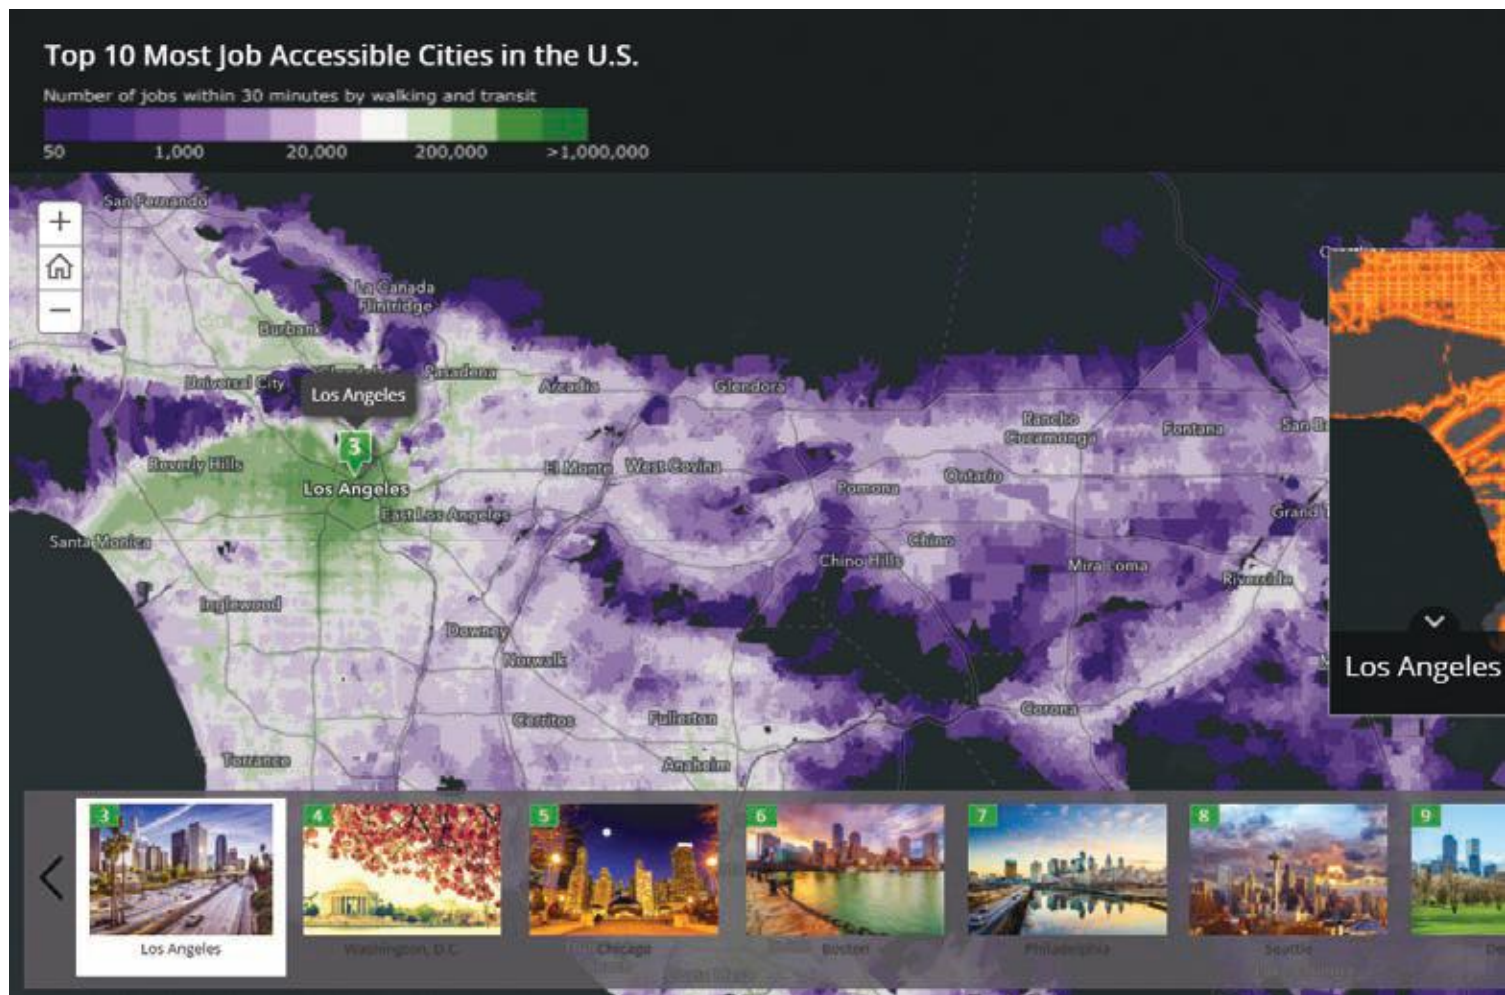 Top 10 Most Job Accessible Cities in the U.S.
Number of jobs within 30 minutes by walking and transit
50 1,000 20,000 200,000 >1,000,000
San Fernando
+
−
La Canada
Flintridge
Burbank
Universal City
Pasadena
Los Angeles
Arcadia
Glendora
Rancho
Cucamonga
Fontana
San B
3
Beverly Hills
El Monte
West Covina
Pomona
Ontario
Los Angeles
East Los Angeles
Grand T
Santa Monica
Chino
Chino Hills
Mira Loma
Riverside
Inglewood
Downey
Norwalk
Los Angeles
Corona
Cerritos
Fullerton
Torrance
Anaheim
3
4
5
6
7
8
9
Los Angeles
Washington, D.C.
Chicago
Boston
Philadelphia
Seattle
De